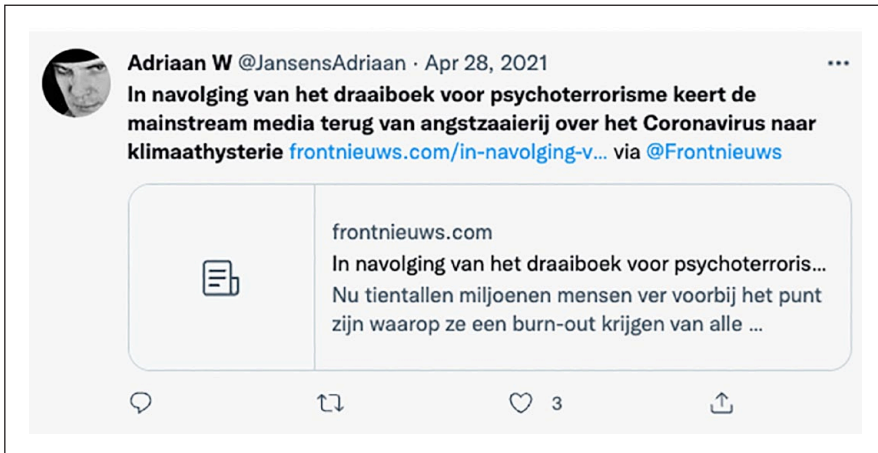 Adriaan W @JansensAdriaan · Apr 28, 2021
In navolging van het draaiboek voor psychoterrorisme keert de
mainstream media terug van angstzaaierij over het Coronavirus naar
klimaathysterie frontnieuws.com/in-navolging-v... via @Frontnieuws
frontnieuws.com
In navolging van het draaiboek voor psychoterroris...
Nu tientallen miljoenen mensen ver voorbij het punt
zijn waarop ze een burn-out krijgen van alle ...
3